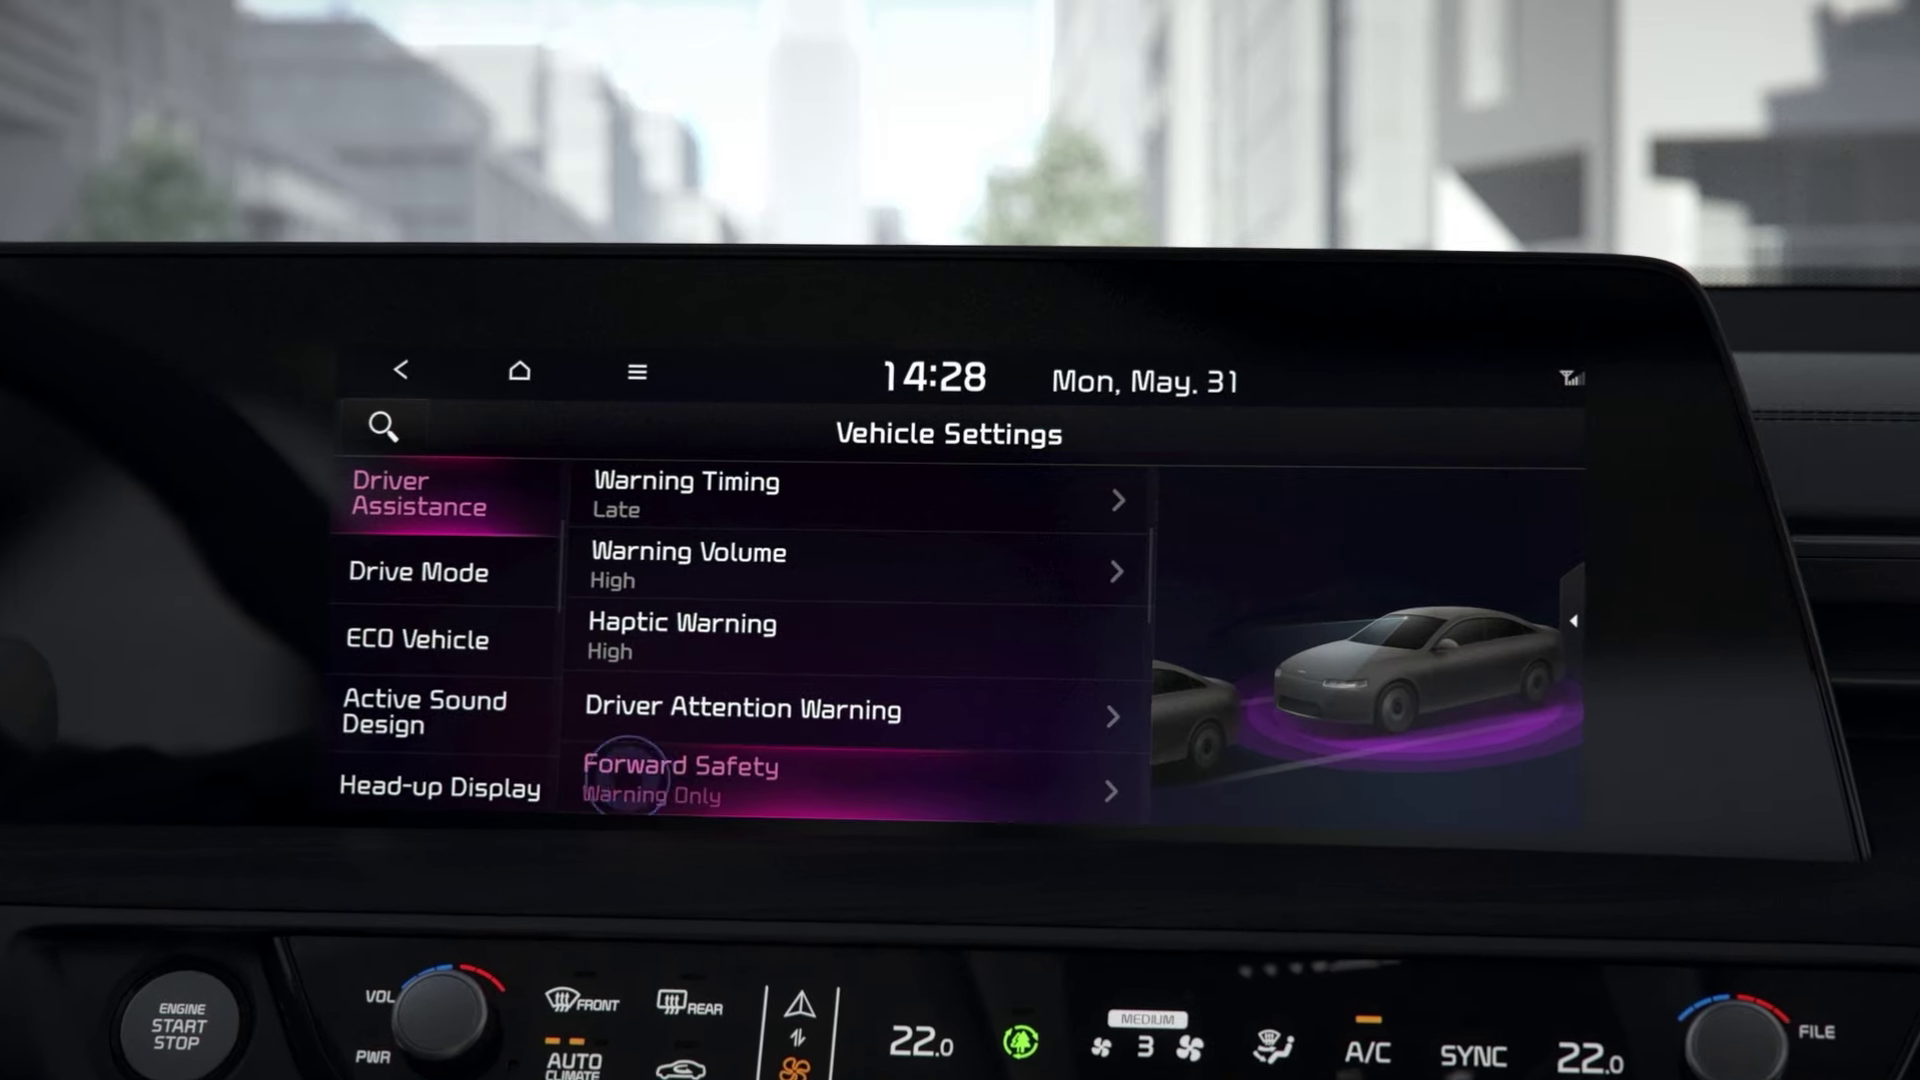 14:28
Mon, May. 31
Vehicle Settings
Driver
Assistance
Drive Mode
ECO Vehicle
Active Sound
Design
Head-up Display
Warning Timing
Late
Warning Volume
High
Haptic Warning
High
Driver Attention Warning
Forward Safety
Warning Only
ENGINE
START
STOP
VOL
PWR
FRONT
REAR
AUTO
CLIMATE
22.0
MEDIUM
3
A/C
SYNC
22.0
FILE